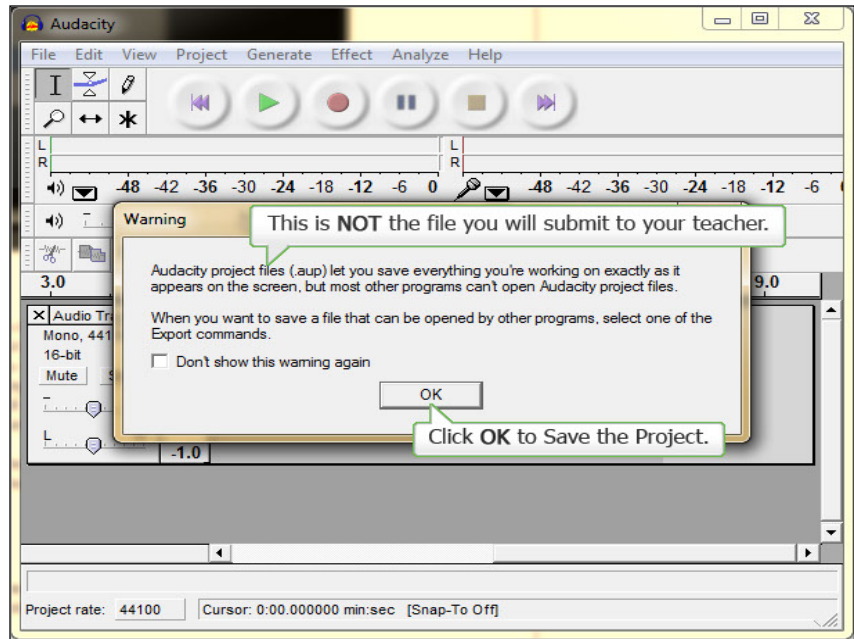 Audacity
File Edit View Project Generate Effect Analyze Help
L
R
L
R
-48 -42 -36 -30 -24 -18 -12 -6 0
-48 -42 -36 -30 -24 -18 -12 -6
Warning
This is NOT the file you will submit to your teacher.
Audacity project files (.aup) let you save everything you're working on exactly as it
appears on the screen, but most other programs can't open Audacity project files.
When you want to save a file that can be opened by other programs, select one of the
Export commands.
Don't show this warning again
OK
Click OK to Save the Project.
3.0 9.0
X Audio Tr
Mono, 441
16-bit
Mute
L
-1.0
Project rate: 44100 Cursor: 0:00.000000 min:sec [Snap-To Off]